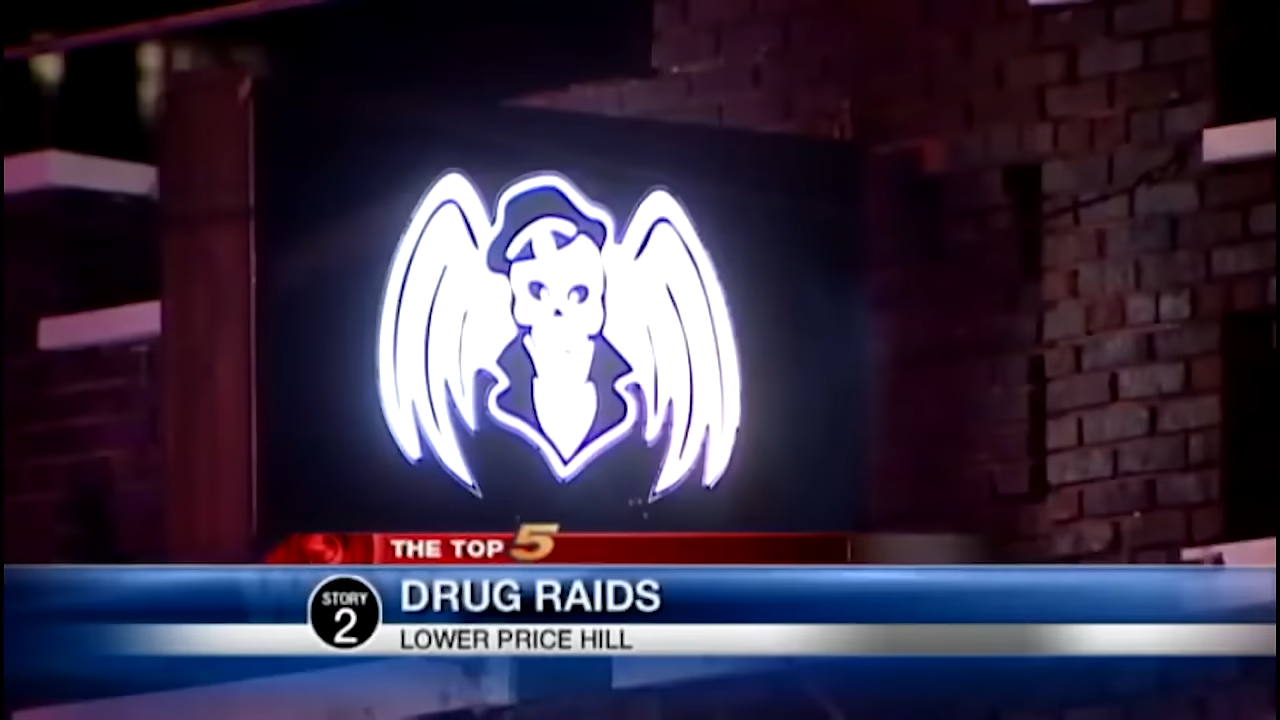 THE TOP 5
STORY
2
DRUG RAIDS
LOWER PRICE HILL